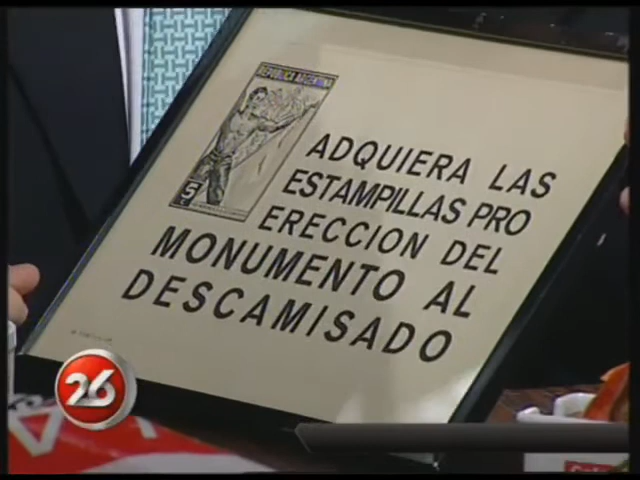 REPUBLICA ARGENTINA
5
ADQUIERA LAS
ESTAMPILLAS PRO
ERECCION DEL
MONUMENTO AL
DESCAMISADO
26